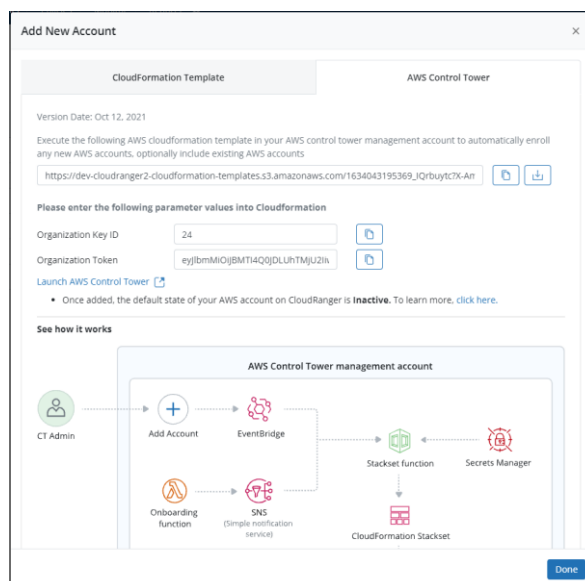 Add New Account
CloudFormation Template
AWS Control Tower
Version Date: Oct 12, 2021
Execute the following AWS cloudformation template in your AWS control tower management account to automatically enroll
any new AWS accounts, optionally include existing AWS accounts
https://dev-cloudranger2-cloudformation-templates.s3.amazonaws.com/1634043195369_IQrbuytc?X-An
Please enter the following parameter values into Cloudformation
Organization Key ID
24
Organization Token
Launch AWS Control Tower
• Once added, the default state of your AWS account on CloudRanger is Inactive. To learn more, click here.
See how it works
AWS Control Tower management account
CT Admin
Add Account
EventBridge
Stackset function
Secrets Manager
Onboarding
function
SNS
(Simple notification
service)
CloudFormation Stackset
Done